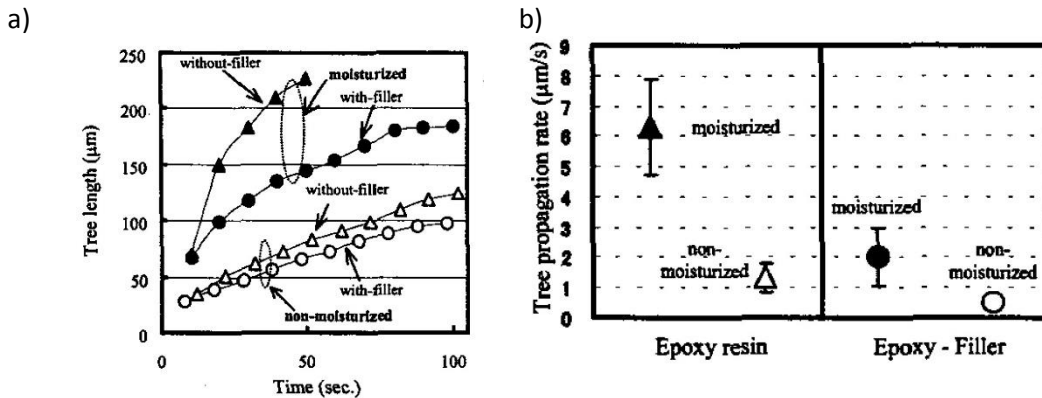 a)
250
200
150
100
50
0
Tree length (μm)
without-filler
moisturized
with-filler
without-filler
with-filler
non-moisturized
0
50
100
Time (sec.)
b)
9
8
7
6
5
4
3
2
1
0
Tree propagation rate (μm/s)
moisturized
non-
moisturized
moisturized
non-
moisturized
Epoxy resin
Epoxy - Filler